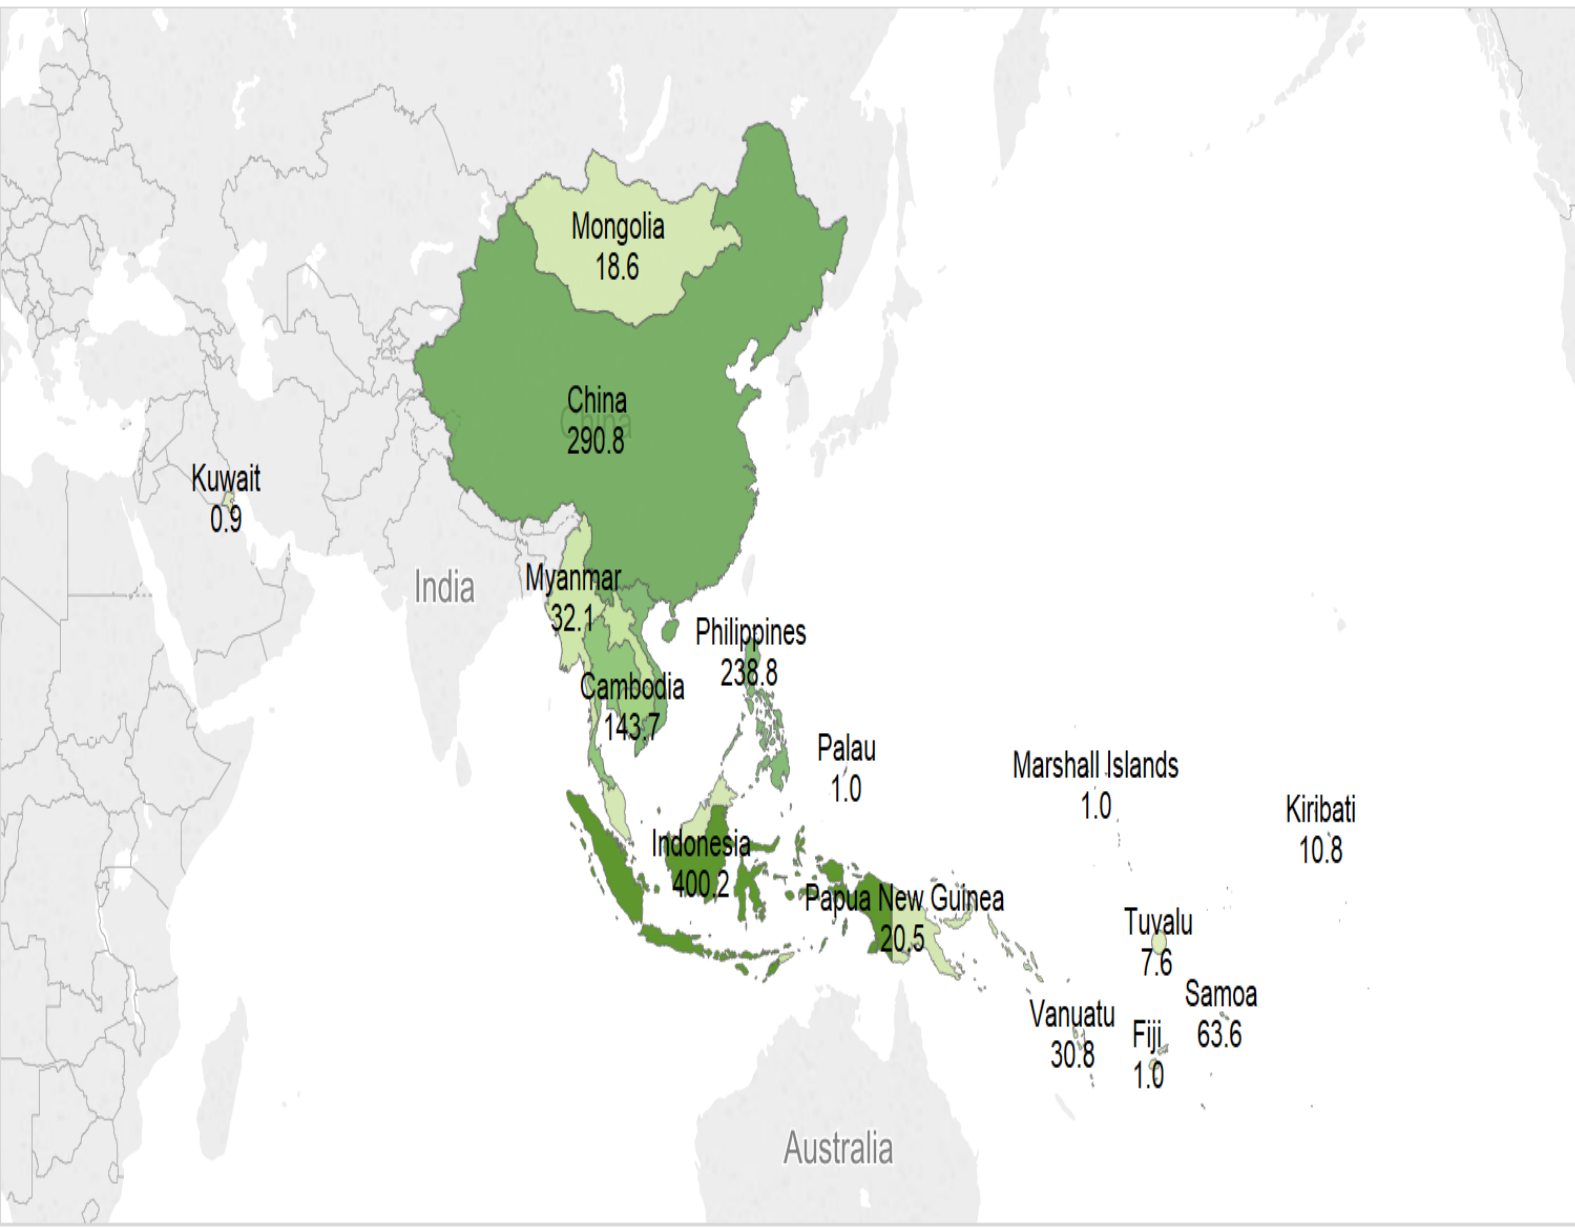 Mongolia
18.6
China
China
290.8
Kuwait
0.9
India
Myanmar
32.1
Philippines
238.8
Cambodia
143.7
Palau
1.0
Marshall Islands
1.0
Kiribati
10.8
Indonesia
400.2
Papua New Guinea
20.5
Tuvalu
7.6
Samoa
63.6
Vanuatu
30.8
Fiji
1.0
Australia